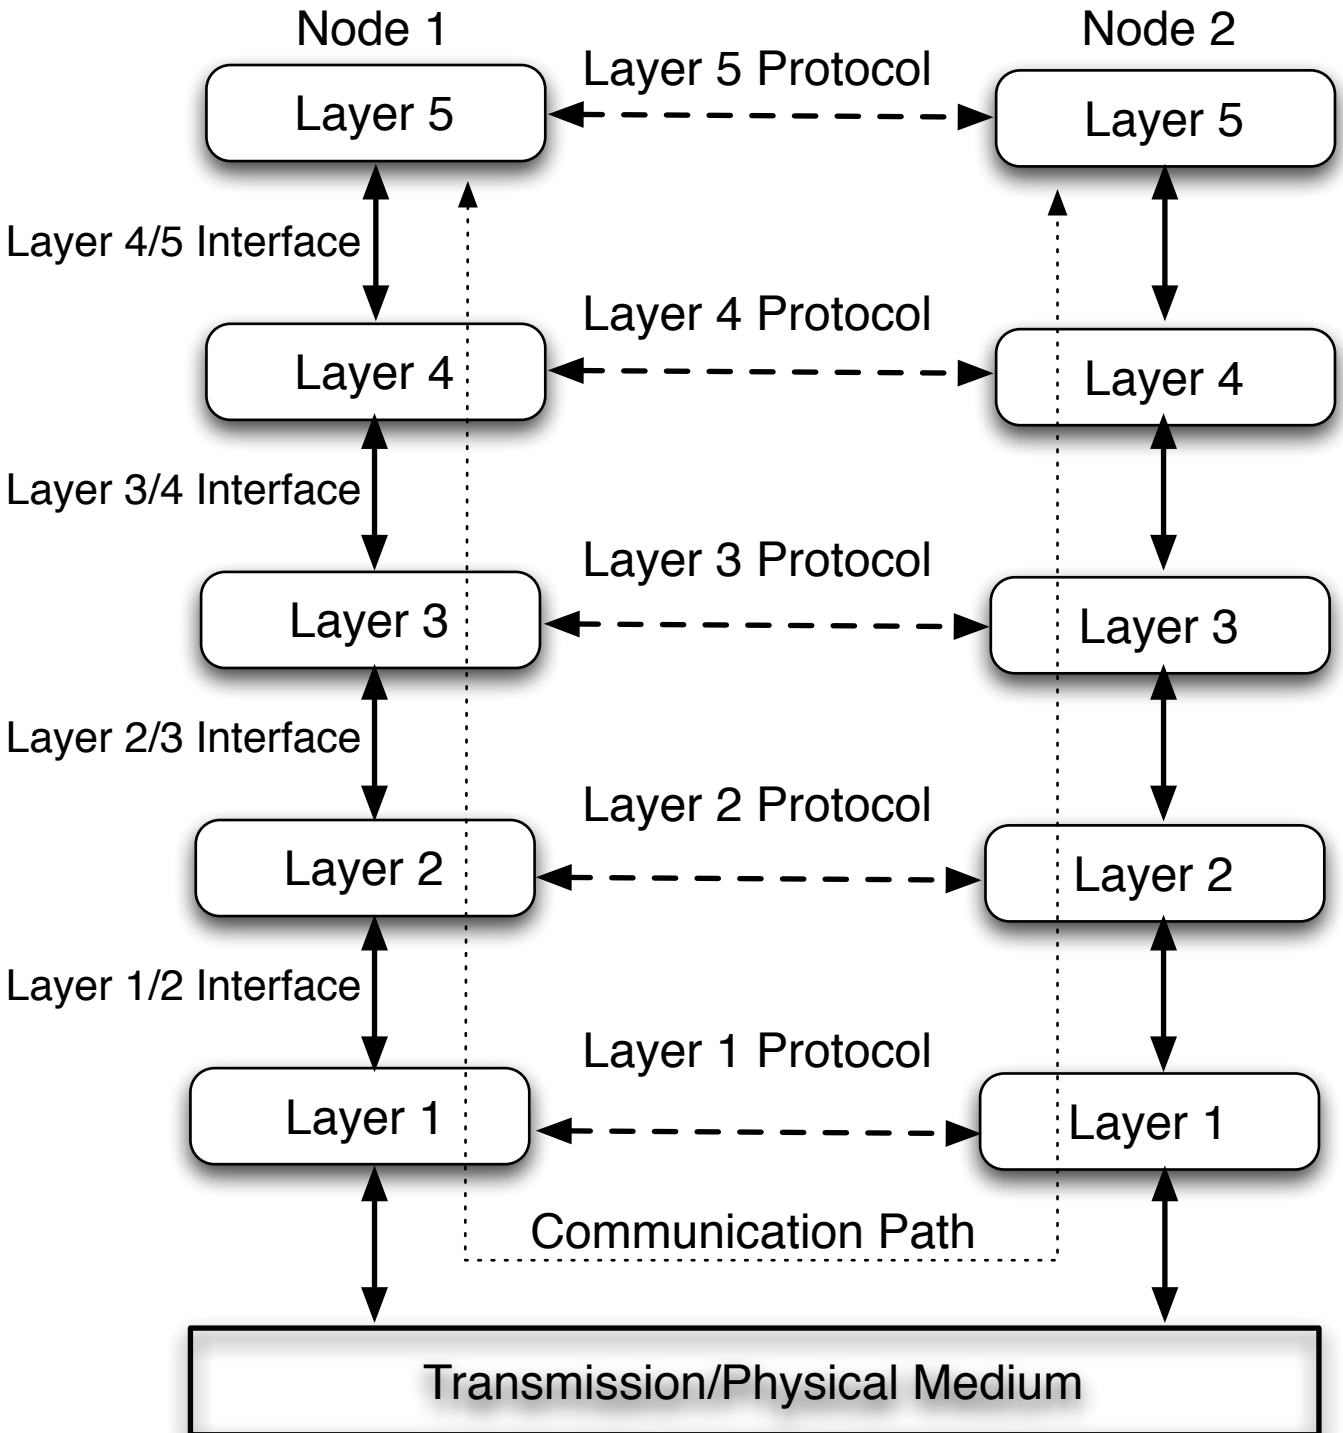 Node 1
Node 2
Layer 5 Protocol
Layer 5
Layer 5
Layer 4/5 Interface
Layer 4 Protocol
Layer 4
Layer 4
Layer 3/4 Interface
Layer 3 Protocol
Layer 3
Layer 3
Layer 2/3 Interface
Layer 2 Protocol
Layer 2
Layer 2
Layer 1/2 Interface
Layer 1 Protocol
Layer 1
Layer 1
Communication Path
Transmission/Physical Medium